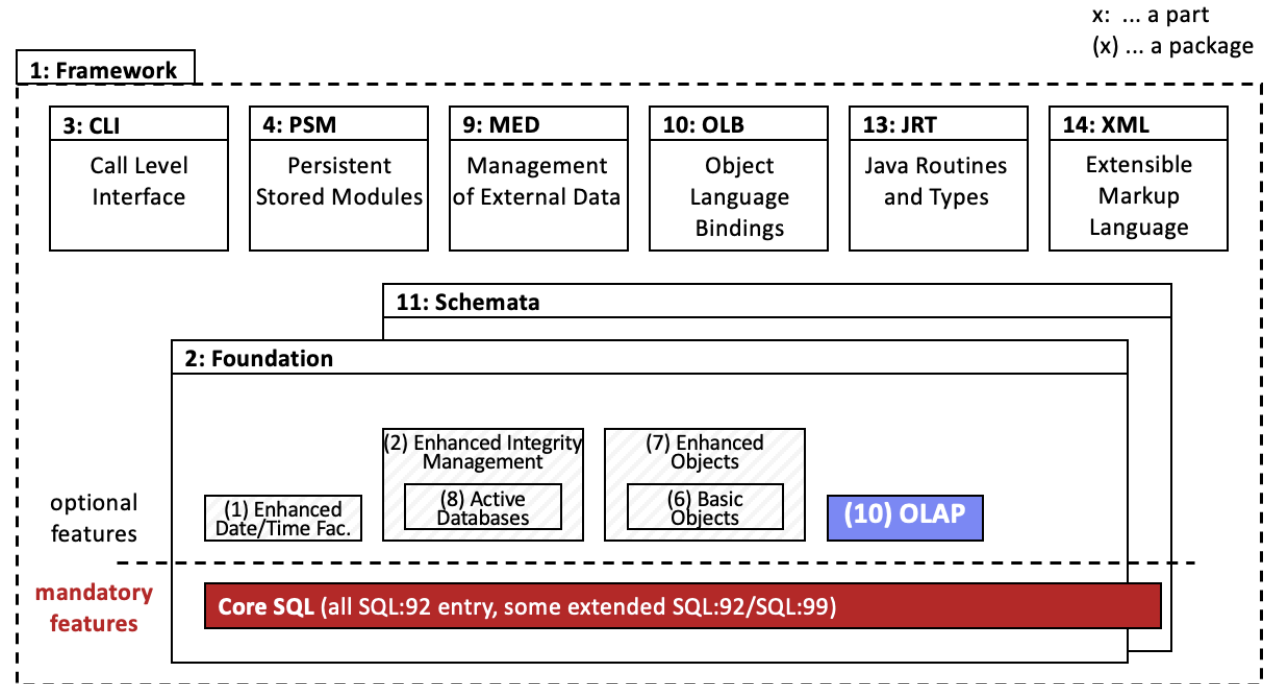 x: ... a part
(x) ... a package
1: Framework
3: CLI
Call Level
Interface
4: PSM
Persistent
Stored Modules
9: MED
Management
of External Data
10: OLB
Object
Language
Bindings
13: JRT
Java Routines
and Types
14: XML
Extensible
Markup
Language
11: Schemata
2: Foundation
(2) Enhanced Integrity
Management
(8) Active
Databases
(7) Enhanced
Objects
(6) Basic
Objects
optional
features
(1) Enhanced
Date/Time Fac.
(10) OLAP
mandatory
features
Core SQL (all SQL:92 entry, some extended SQL:92/SQL:99)